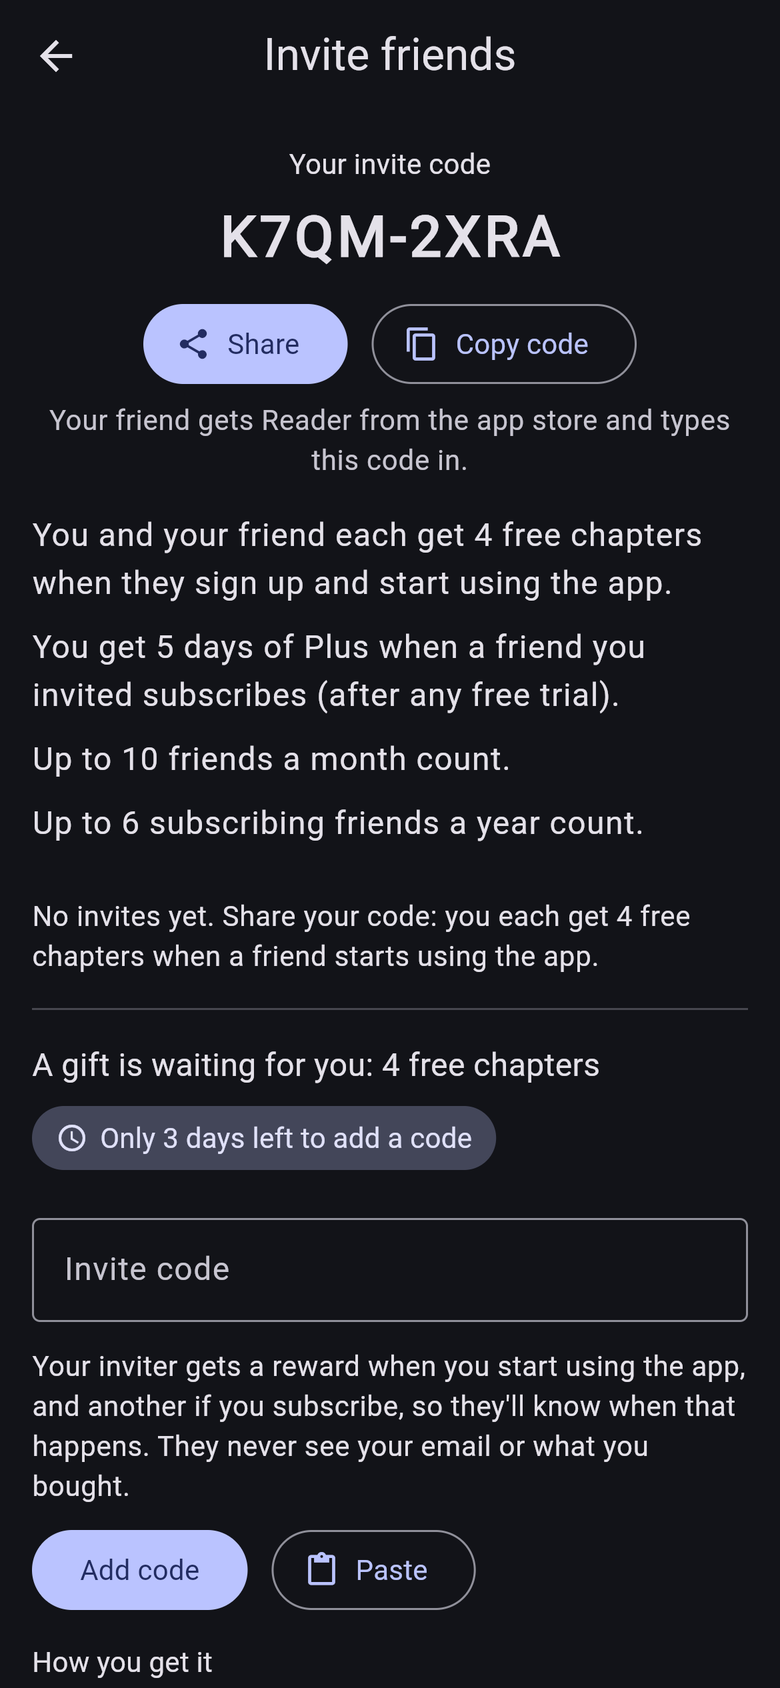 Invite friends
Your invite code
K7QM-2XRA
Share
Copy code
Your friend gets Reader from the app store and types
this code in.
You and your friend each get 4 free chapters
when they sign up and start using the app.
You get 5 days of Plus when a friend you
invited subscribes (after any free trial).
Up to 10 friends a month count.
Up to 6 subscribing friends a year count.
No invites yet. Share your code: you each get 4 free
chapters when a friend starts using the app.
A gift is waiting for you: 4 free chapters
Only 3 days left to add a code
Invite code
Your inviter gets a reward when you start using the app,
and another if you subscribe, so they'll know when that
happens. They never see your email or what you
bought.
Add code
Paste
How you get it